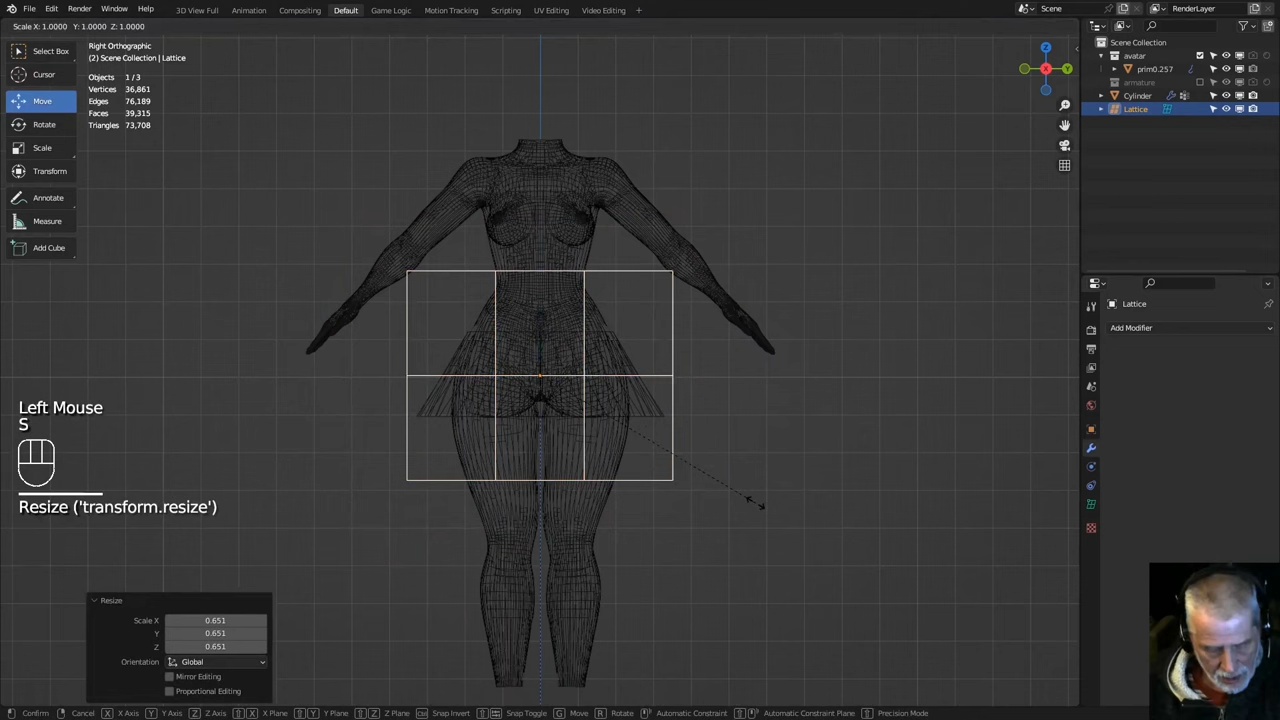 File Edit Render Window Help 3D View Full Animation Compositing Default Game Logic Motion Tracking Scripting UV Editing Video Editing + Scene RenderLayer
Scale X: 1.0000 Y: 1.0000 Z: 1.0000
Right Orthographic
(2) Scene Collection | Lattice
Objects 1 / 3
Vertices 36,861
Edges 76,189
Faces 39,315
Triangles 73,708
Select Box
Cursor
Move
Rotate
Scale
Transform
Annotate
Measure
Add Cube
Z
Y
X
Scene Collection
avatar
prim0.257
armature
Cylinder
Lattice
Lattice
Add Modifier
Left Mouse
S
Resize ('transform.resize')
Resize
Scale X 0.651
Y 0.651
Z 0.651
Orientation Global
Mirror Editing
Proportional Editing
Confirm Cancel X X Axis Y Y Axis Z Z Axis X X Plane Y Y Plane Z Z Plane Snap Invert Snap Toggle G Move R Rotate Automatic Constraint Automatic Constraint Plane Precision Mode